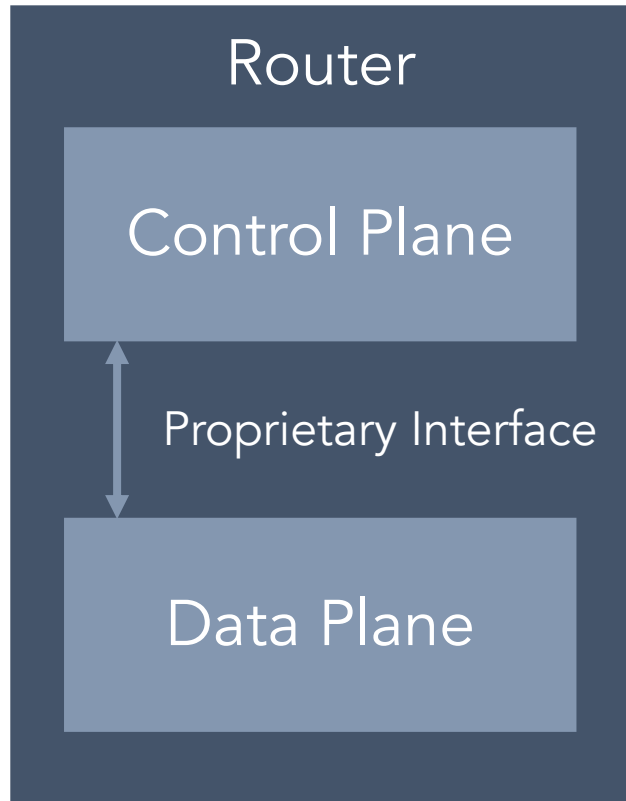 Router
Control Plane
Proprietary Interface
Data Plane